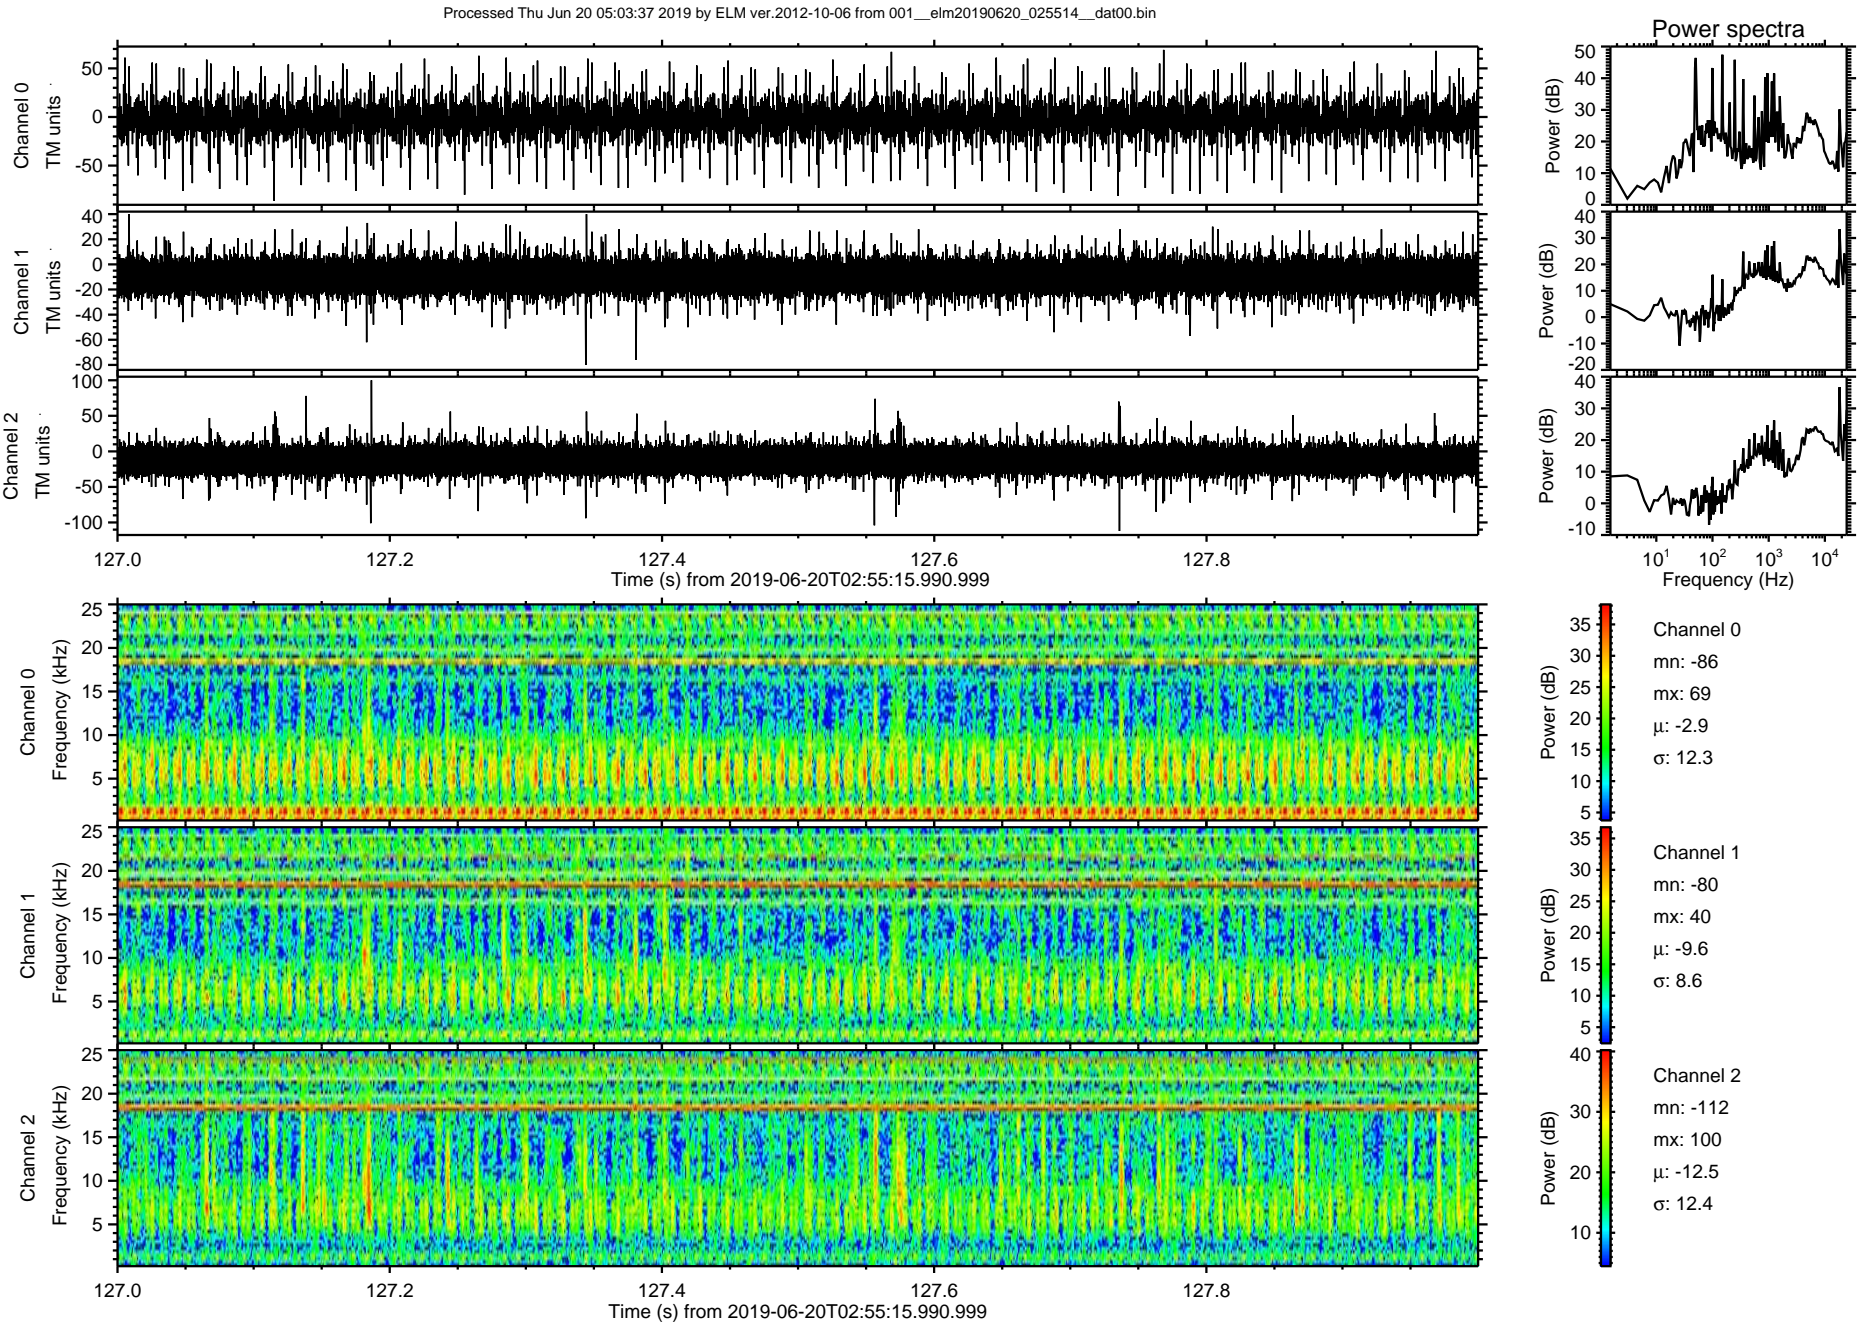 Processed Thu Jun 20 05:03:37 2019 by ELM ver.2012-10-06 from 001__elm20190620_025514__dat00.bin
Power spectra
Channel 0
TM units
50
0
-50
Power (dB)
50
40
30
20
10
0
Channel 1
TM units
40
20
0
-20
-40
-60
-80
Power (dB)
40
30
20
10
0
-10
-20
Channel 2
TM units
100
50
0
-50
-100
Power (dB)
40
30
20
10
0
-10
127.0 127.2 127.4 127.6 127.8
Time (s) from 2019-06-20T02:55:15.990.999
10¹ 10² 10³ 10⁴
Frequency (Hz)
Channel 0
Frequency (kHz)
25
20
15
10
5
Power (dB)
35
30
25
20
15
10
5
Channel 0
mn: -86
mx: 69
μ: -2.9
σ: 12.3
Channel 1
Frequency (kHz)
25
20
15
10
5
Power (dB)
35
30
25
20
15
10
5
Channel 1
mn: -80
mx: 40
μ: -9.6
σ: 8.6
Channel 2
Frequency (kHz)
25
20
15
10
5
Power (dB)
40
30
20
10
Channel 2
mn: -112
mx: 100
μ: -12.5
σ: 12.4
127.0 127.2 127.4 127.6 127.8
Time (s) from 2019-06-20T02:55:15.990.999